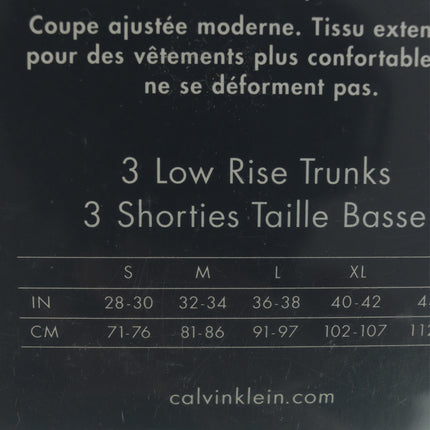 Coupe ajustée moderne. Tissu
pour des vêtements plus
ne se déforment pas.
3 Low Rise Trunks
3 Shorties Taille Basse
S M L XL
IN 28-30 32-34 36-38 40-42
CM 71-76 81-86 91-97 102-107
calvinklein.com